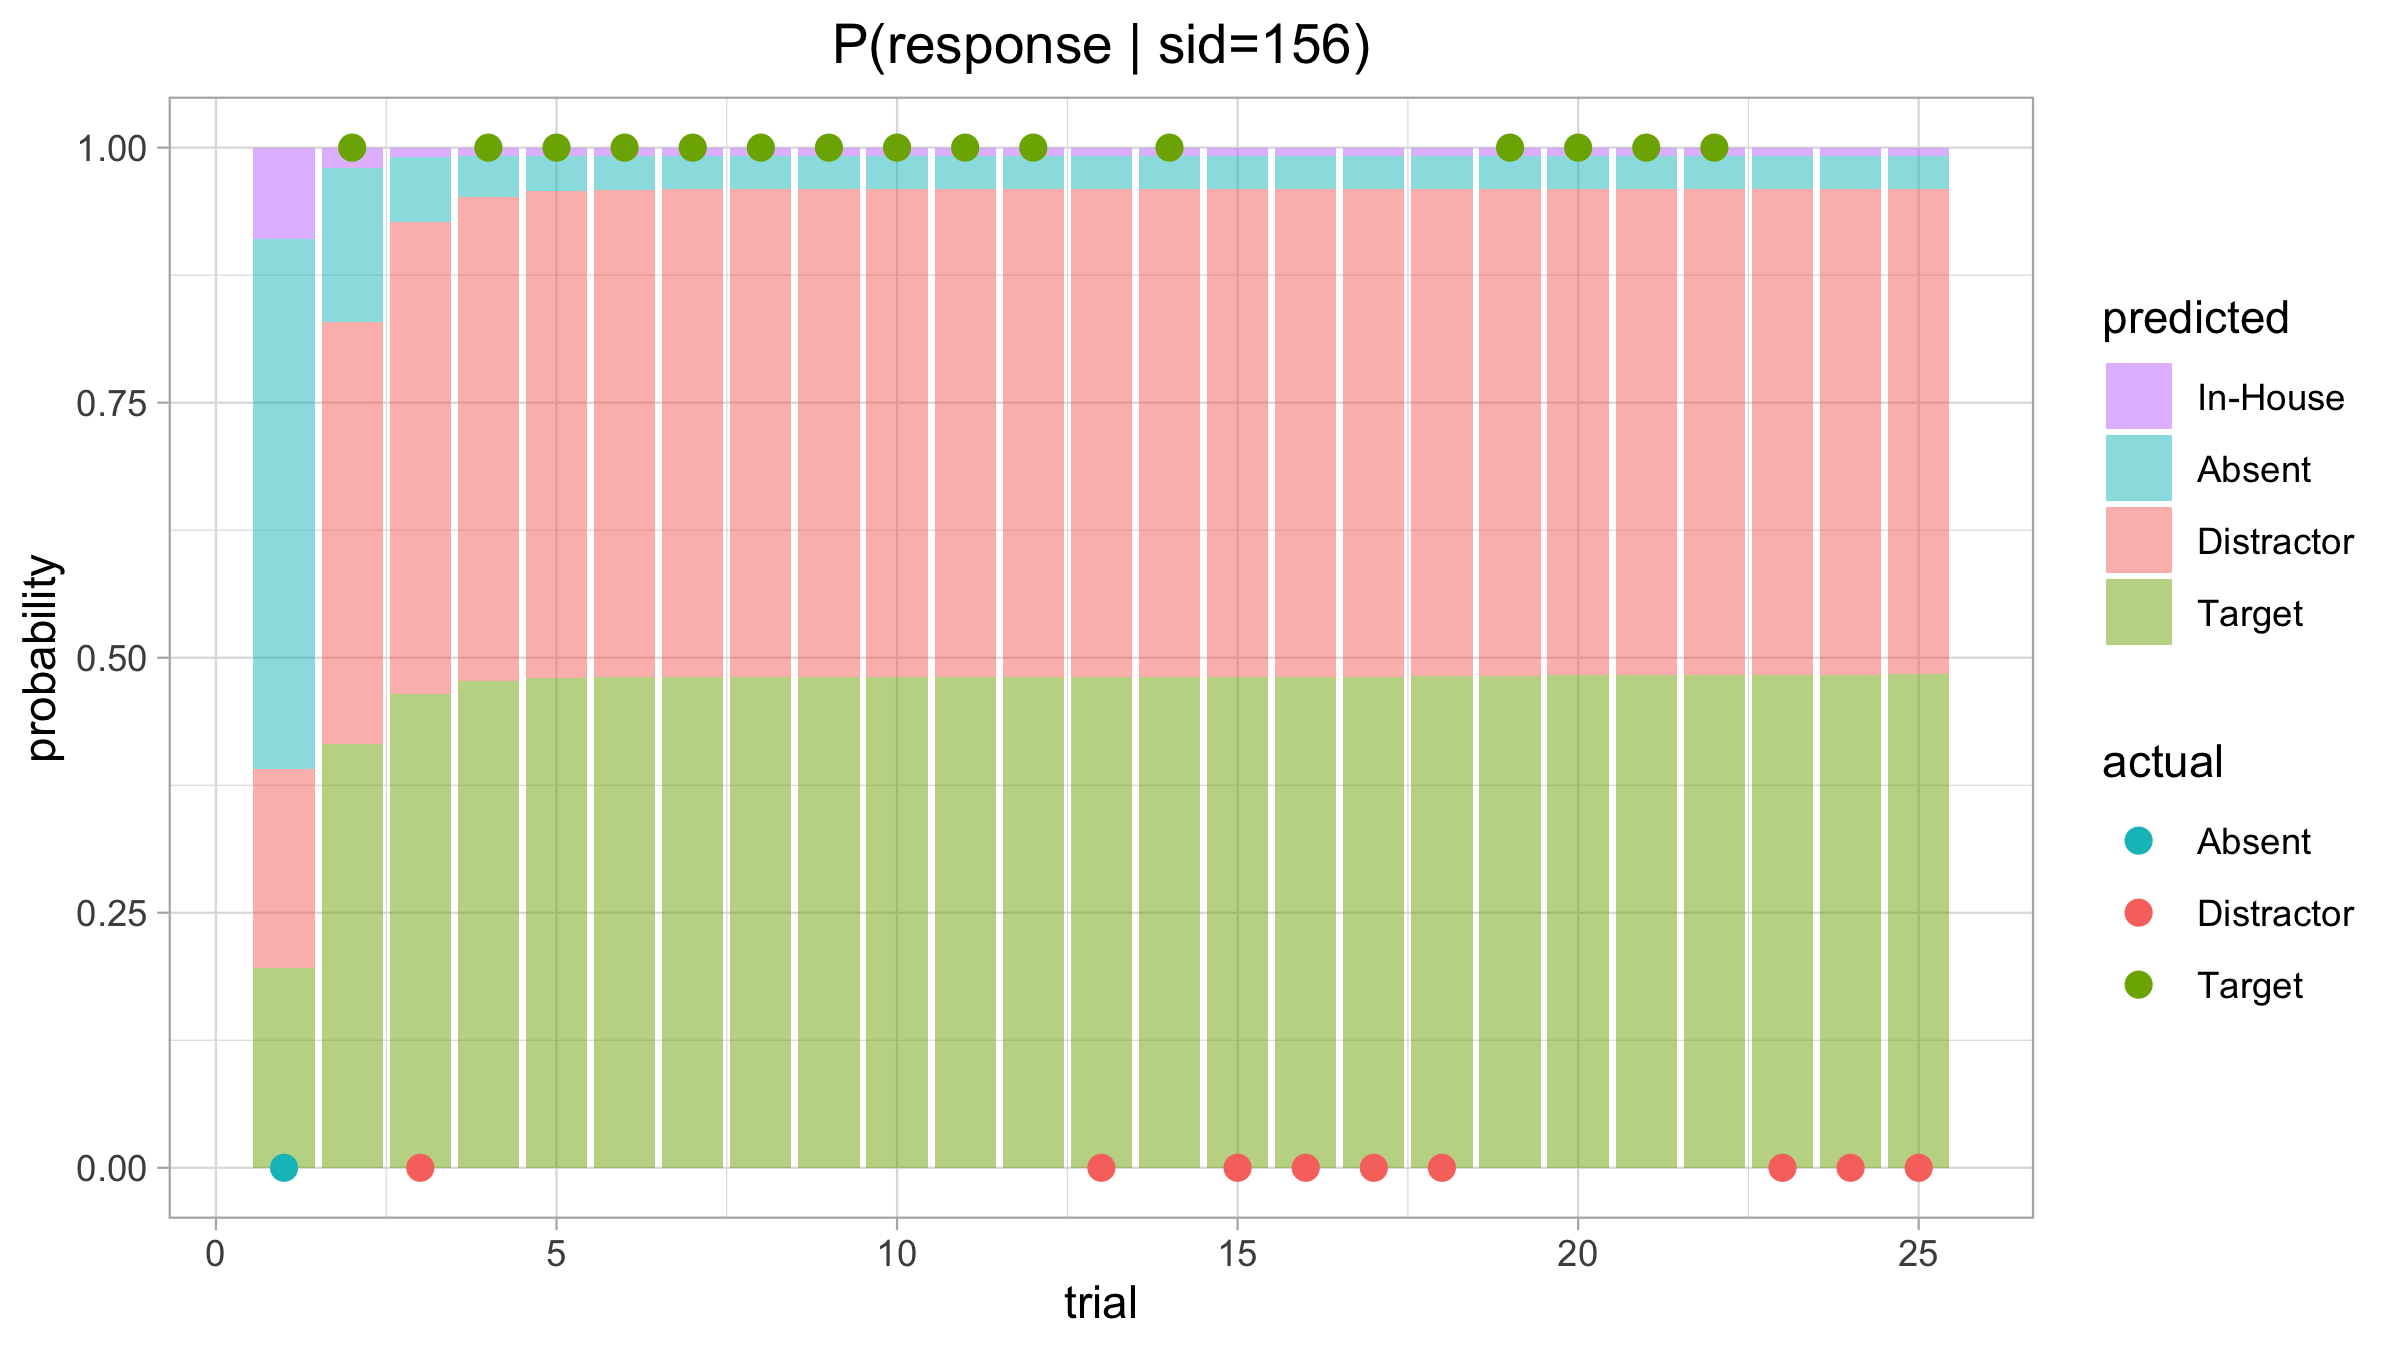 P(response | sid=156)
probability
1.00
0.75
0.50
0.25
0.00
0 5 10 15 20 25
trial
predicted
In-House
Absent
Distractor
Target
actual
Absent
Distractor
Target